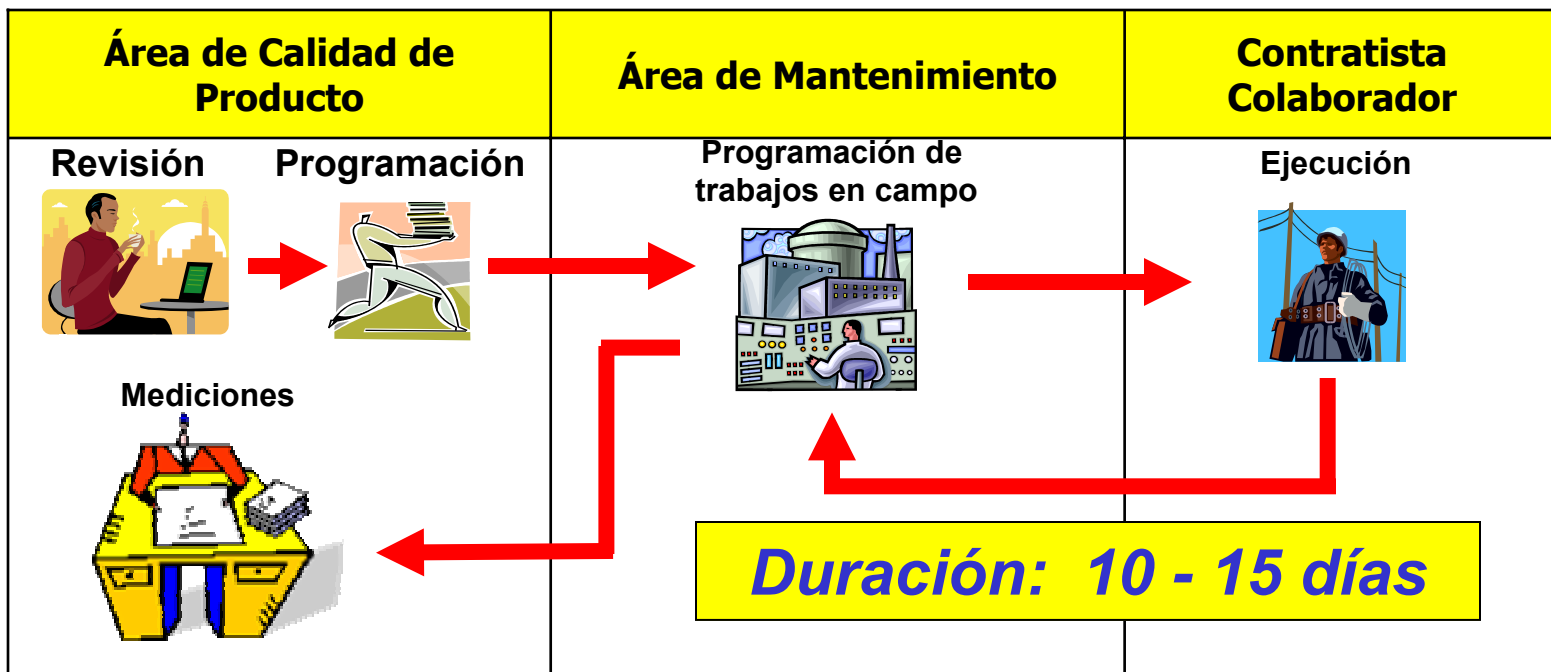 Área de Calidad de
Producto
Área de Mantenimiento
Contratista
Colaborador
Revisión
Programación
Programación de
trabajos en campo
Ejecución
Mediciones
Duración: 10 - 15 días